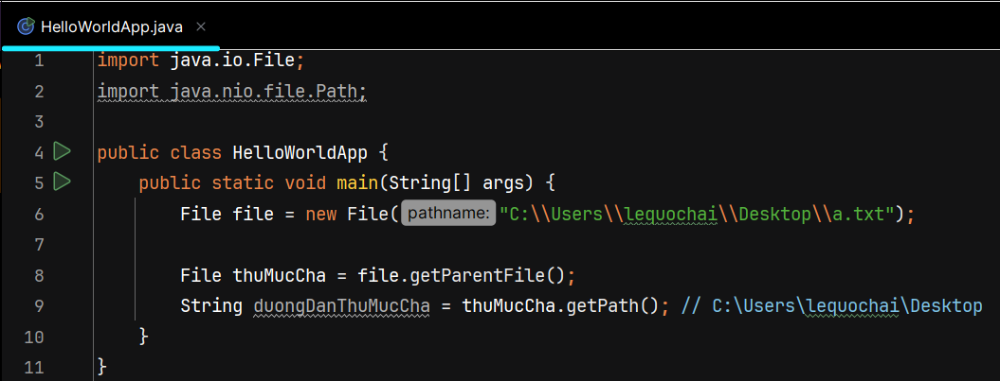 HelloWorldApp.java ×
1 import java.io.File;
2 import java.nio.file.Path;
3
4 public class HelloWorldApp {
5     public static void main(String[] args) {
6         File file = new File( pathname: "C:\\Users\\lequochai\\Desktop\\a.txt");
7
8         File thuMucCha = file.getParentFile();
9         String duongDanThuMucCha = thuMucCha.getPath(); // C:\Users\lequochai\Desktop
10     }
11 }